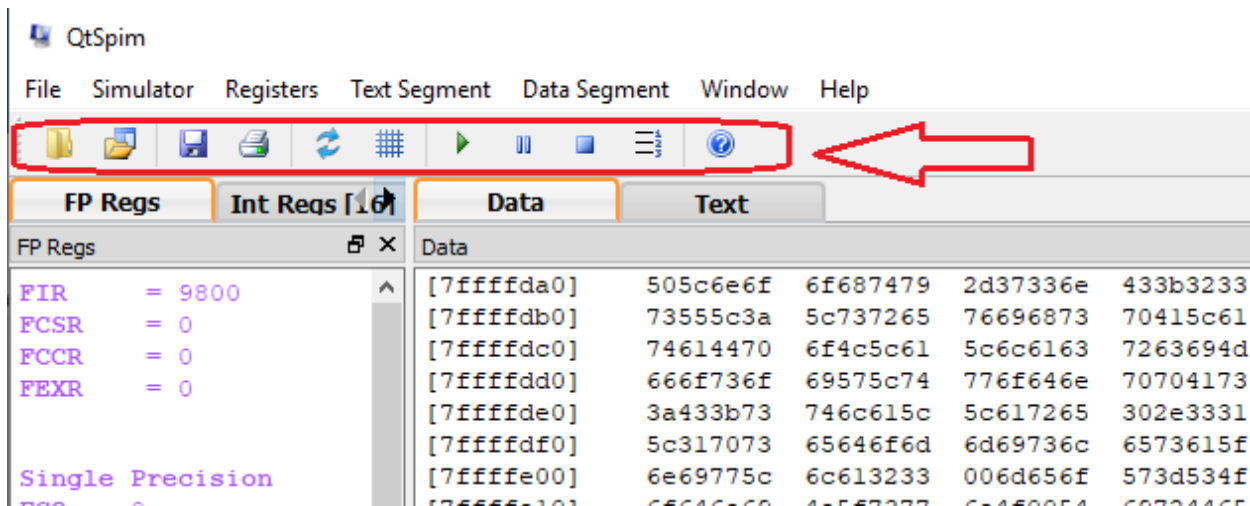 QtSpim
File Simulator Registers Text Segment Data Segment Window Help
FP Regs Int Regs [16] Data Text
FP Regs Data
FIR = 9800
FCSR = 0
FCCR = 0
FEXR = 0
Single Precision
[7ffffda0] 505c6e6f 6f687479 2d37336e 433b3233
[7ffffdb0] 73555c3a 5c737265 76696873 70415c61
[7ffffdc0] 74614470 6f4c5c61 5c6c6163 7263694d
[7ffffdd0] 666f736f 69575c74 776f646e 70704173
[7ffffde0] 3a433b73 746c615c 5c617265 302e3331
[7ffffdf0] 5c317073 65646f6d 6d69736c 6573615f
[7ffffe00] 6e69775c 6c613233 006d656f 573d534f